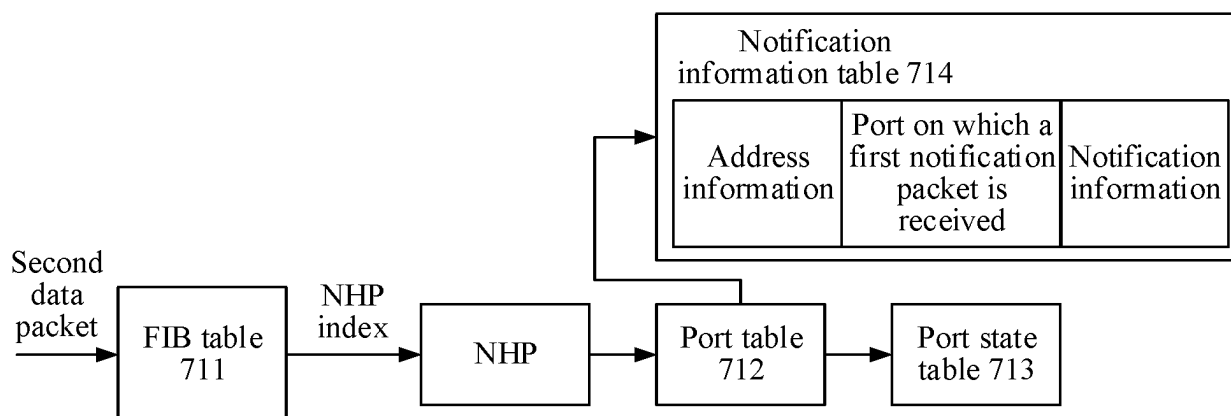 Notification
information table 714
Address
information
Port on which a
first notification
packet is
received
Notification
information
Second
data
packet
FIB table
711
NHP
index
NHP
Port table
712
Port state
table 713